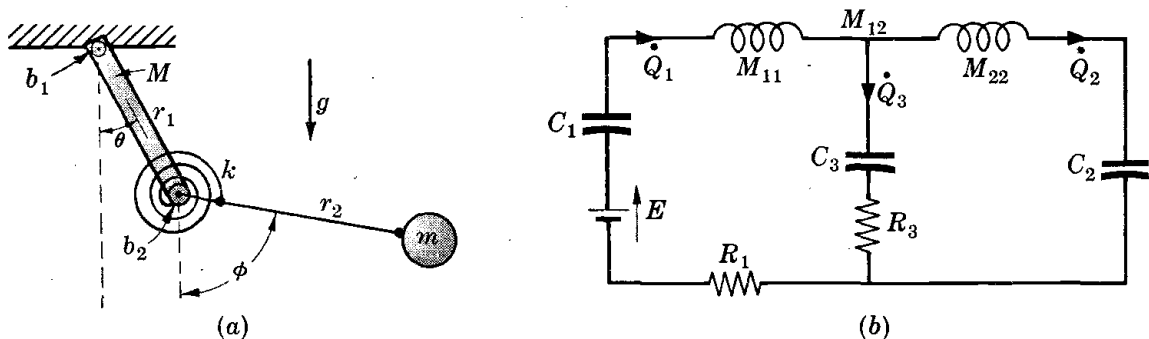 b₁
M
r₁
θ
g
k
b₂
r₂
m
ϕ
(a)
Q̇₁
M₁₁
M₁₂
M₂₂
Q̇₂
Q̇₃
C₁
C₃
C₂
E
R₃
R₁
(b)